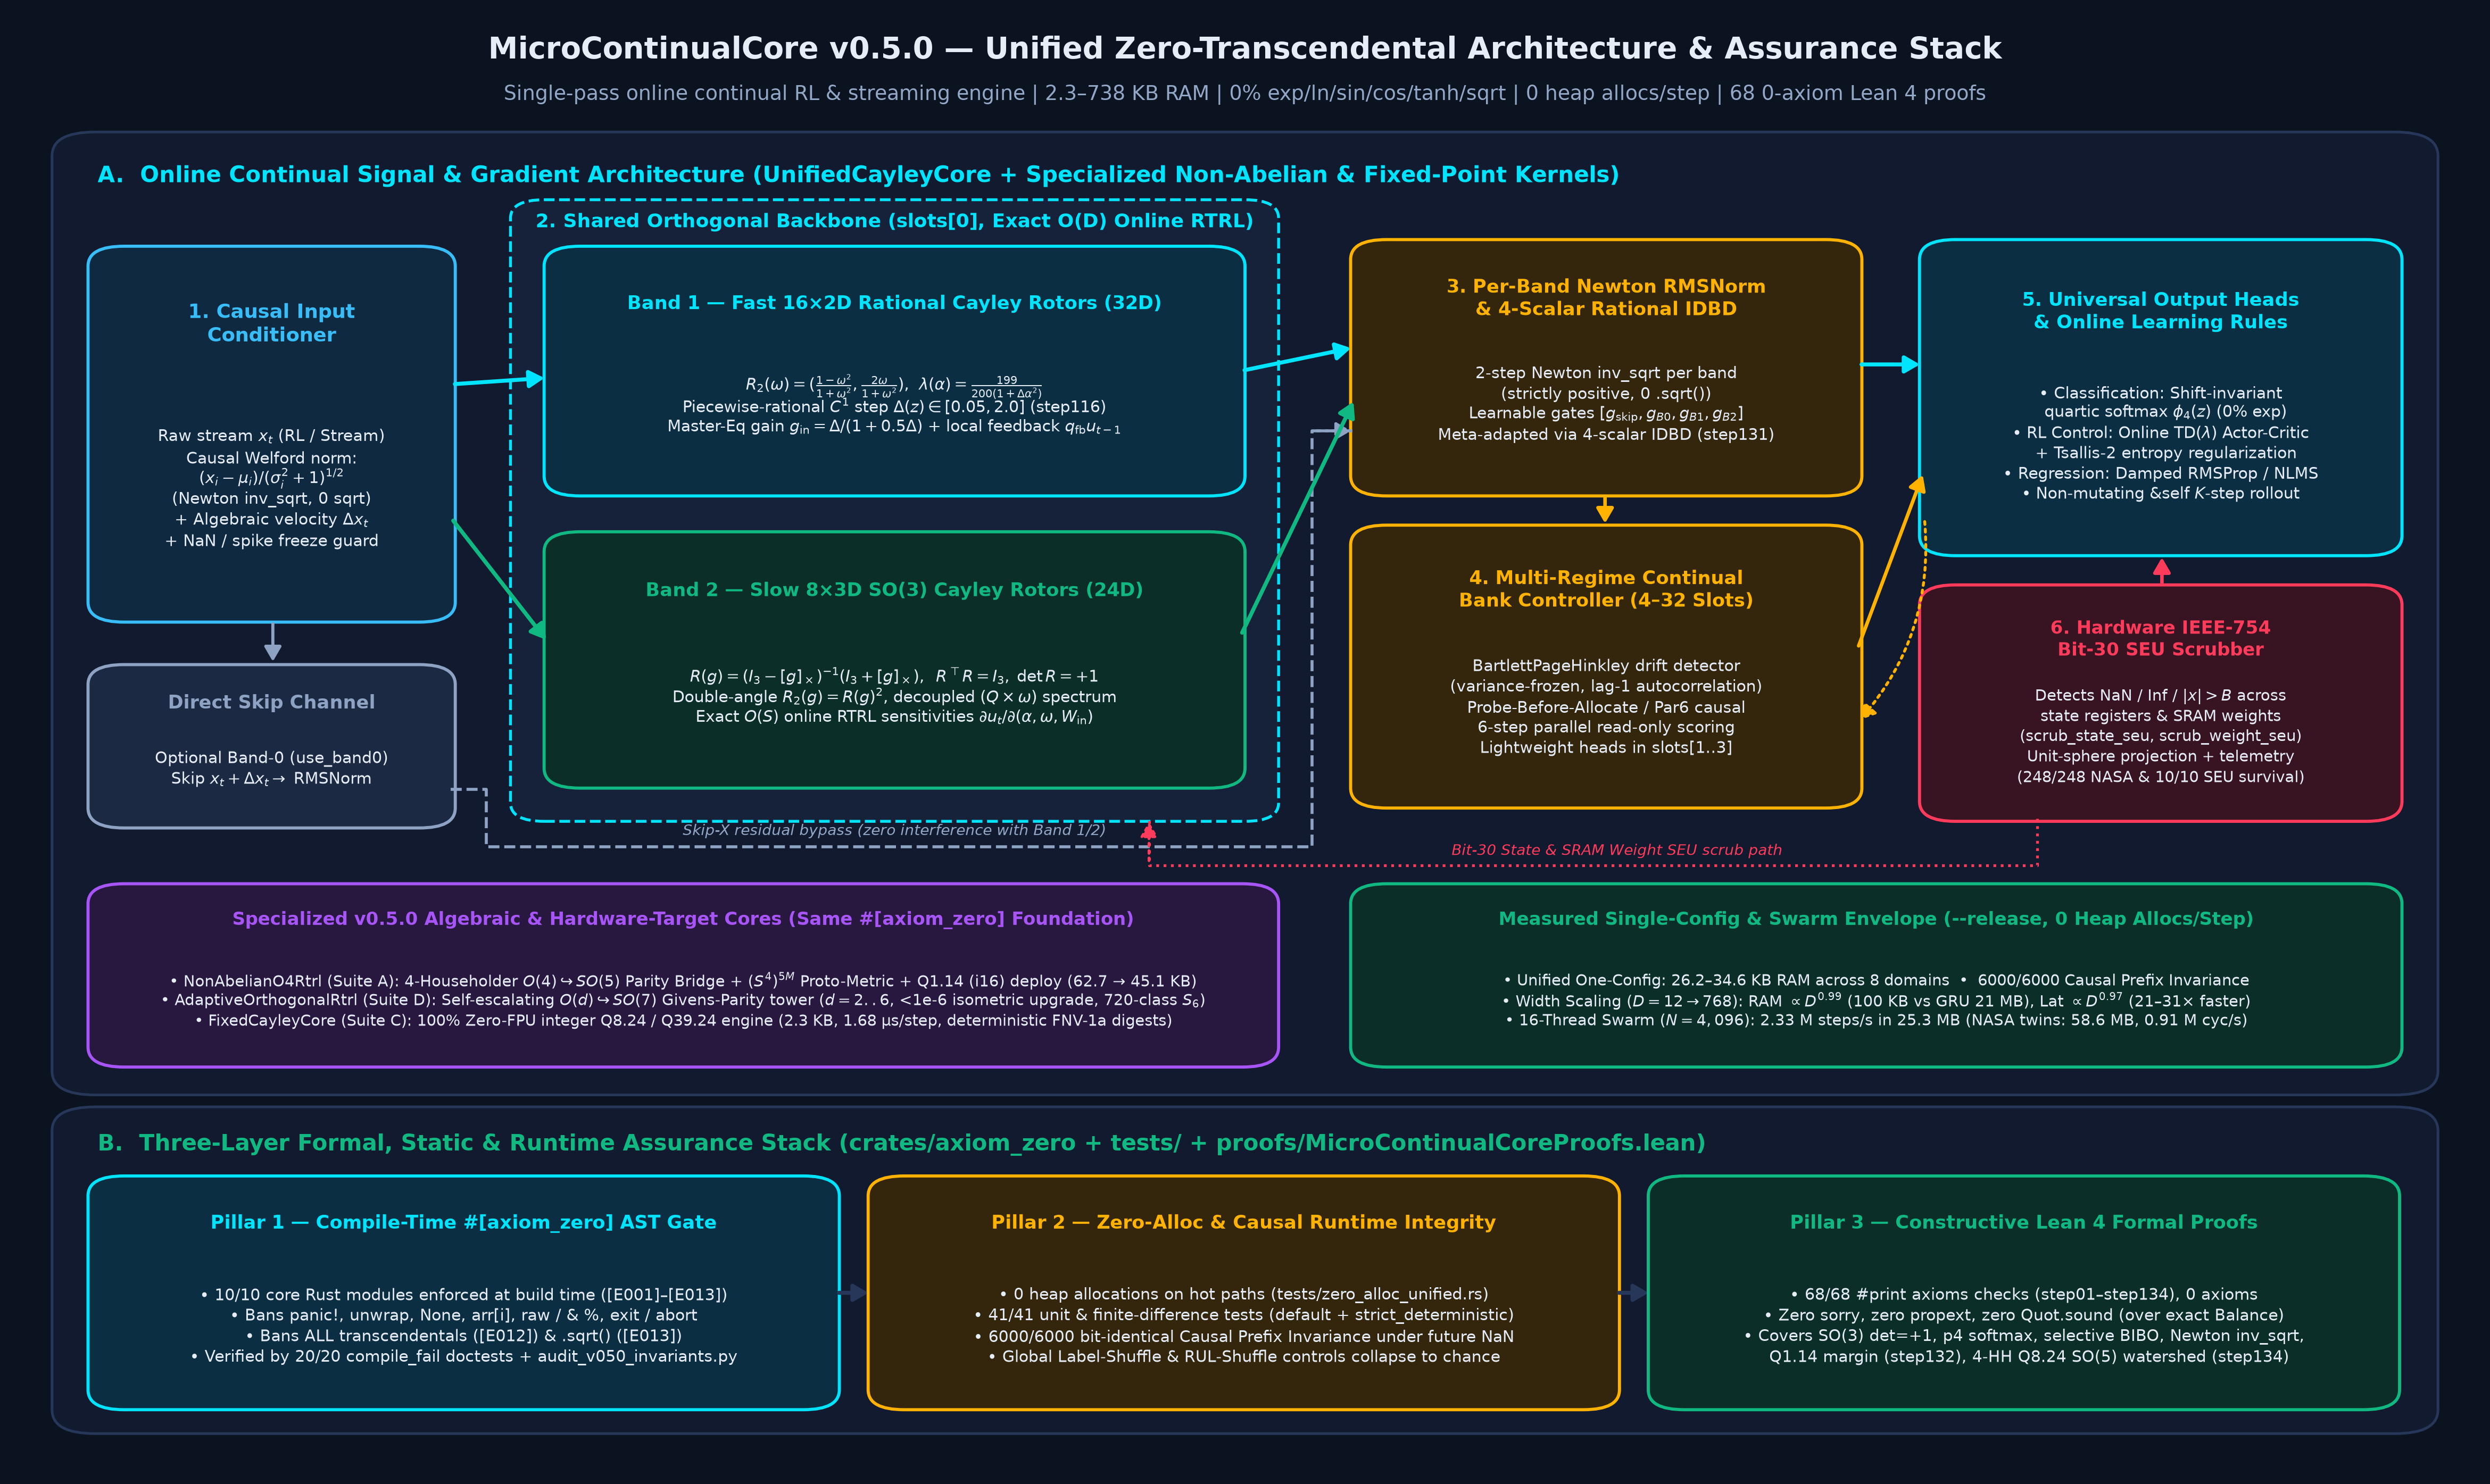 MicroContinualCore v0.5.0 — Unified Zero-Transcendental Architecture & Assurance Stack
Single-pass online continual RL & streaming engine | 2.3–738 KB RAM | 0% exp/ln/sin/cos/tanh/sqrt | 0 heap allocs/step | 68 0-axiom Lean 4 proofs
A. Online Continual Signal & Gradient Architecture (UnifiedCayleyCore + Specialized Non-Abelian & Fixed-Point Kernels)
1. Causal Input
Conditioner
Raw stream xₜ (RL / Stream)
Causal Welford norm:
(xᵢ − μᵢ)/(σᵢ² + 1)^{1/2}
(Newton inv_sqrt, 0 sqrt)
+ Algebraic velocity Δxₜ
+ NaN / spike freeze guard
Direct Skip Channel
Optional Band-0 (use_band0)
Skip xₜ + Δxₜ → RMSNorm
2. Shared Orthogonal Backbone (slots[0], Exact O(D) Online RTRL)
Band 1 — Fast 16×2D Rational Cayley Rotors (32D)
R₂(ω) = ((1−ω²)/(1+ω²), 2ω/(1+ω²)), λ(α) = 199/(200(1+Δα²))
Piecewise-rational C¹ step Δ(z) ∈ [0.05, 2.0] (step116)
Master-Eq gain g_in = Δ/(1 + 0.5Δ) + local feedback q_fb u_{t−1}
Band 2 — Slow 8×3D SO(3) Cayley Rotors (24D)
R(g) = (I₃ − [g]ₓ)⁻¹(I₃ + [g]ₓ), R^⊤R = I₃, det R = +1
Double-angle R₂(g) = R(g)², decoupled (Q × ω) spectrum
Exact O(S) online RTRL sensitivities ∂uₜ/∂(α, ω, W_in)
Skip-X residual bypass (zero interference with Band 1/2)
3. Per-Band Newton RMSNorm
& 4-Scalar Rational IDBD
2-step Newton inv_sqrt per band
(strictly positive, 0 .sqrt())
Learnable gates [g_skip, g_B0, g_B1, g_B2]
Meta-adapted via 4-scalar IDBD (step131)
4. Multi-Regime Continual
Bank Controller (4–32 Slots)
BartlettPageHinkley drift detector
(variance-frozen, lag-1 autocorrelation)
Probe-Before-Allocate / Par6 causal
6-step parallel read-only scoring
Lightweight heads in slots[1..3]
5. Universal Output Heads
& Online Learning Rules
• Classification: Shift-invariant
quartic softmax ϕ₄(z) (0% exp)
• RL Control: Online TD(λ) Actor-Critic
+ Tsallis-2 entropy regularization
• Regression: Damped RMSProp / NLMS
• Non-mutating &self K-step rollout
6. Hardware IEEE-754
Bit-30 SEU Scrubber
Detects NaN / Inf / |x| > B across
state registers & SRAM weights
(scrub_state_seu, scrub_weight_seu)
Unit-sphere projection + telemetry
(248/248 NASA & 10/10 SEU survival)
Bit-30 State & SRAM Weight SEU scrub path
Specialized v0.5.0 Algebraic & Hardware-Target Cores (Same #[axiom_zero] Foundation)
• NonAbelianO4Rtrl (Suite A): 4-Householder O(4)↪SO(5) Parity Bridge + (S⁴)^{5M} Proto-Metric + Q1.14 (i16) deploy (62.7 → 45.1 KB)
• AdaptiveOrthogonalRtrl (Suite D): Self-escalating O(d)↪SO(7) Givens-Parity tower (d = 2..6, <1e-6 isometric upgrade, 720-class S₆)
• FixedCayleyCore (Suite C): 100% Zero-FPU integer Q8.24 / Q39.24 engine (2.3 KB, 1.68 µs/step, deterministic FNV-1a digests)
Measured Single-Config & Swarm Envelope (--release, 0 Heap Allocs/Step)
• Unified One-Config: 26.2–34.6 KB RAM across 8 domains • 6000/6000 Causal Prefix Invariance
• Width Scaling (D = 12 → 768): RAM ∝ D^{0.99} (100 KB vs GRU 21 MB), Lat ∝ D^{0.97} (21–31× faster)
• 16-Thread Swarm (N = 4,096): 2.33 M steps/s in 25.3 MB (NASA twins: 58.6 MB, 0.91 M cyc/s)
B. Three-Layer Formal, Static & Runtime Assurance Stack (crates/axiom_zero + tests/ + proofs/MicroContinualCoreProofs.lean)
Pillar 1 — Compile-Time #[axiom_zero] AST Gate
• 10/10 core Rust modules enforced at build time ([E001]–[E013])
• Bans panic!, unwrap, None, arr[i], raw / & %, exit / abort
• Bans ALL transcendentals ([E012]) & .sqrt() ([E013])
• Verified by 20/20 compile_fail doctests + audit_v050_invariants.py
Pillar 2 — Zero-Alloc & Causal Runtime Integrity
• 0 heap allocations on hot paths (tests/zero_alloc_unified.rs)
• 41/41 unit & finite-difference tests (default + strict_deterministic)
• 6000/6000 bit-identical Causal Prefix Invariance under future NaN
• Global Label-Shuffle & RUL-Shuffle controls collapse to chance
Pillar 3 — Constructive Lean 4 Formal Proofs
• 68/68 #print axioms checks (step01–step134), 0 axioms
• Zero sorry, zero propext, zero Quot.sound (over exact Balance)
• Covers SO(3) det=+1, p4 softmax, selective BIBO, Newton inv_sqrt,
Q1.14 margin (step132), 4-HH Q8.24 SO(5) watershed (step134)